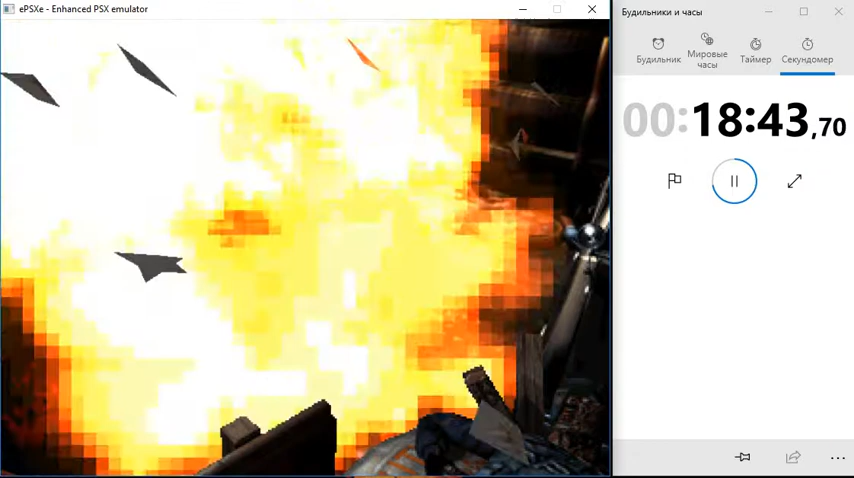 ePSXe - Enhanced PSX emulator
Будильники и часы
Будильник
Мировые
часы
Таймер
Секундомер
00:18:43,70